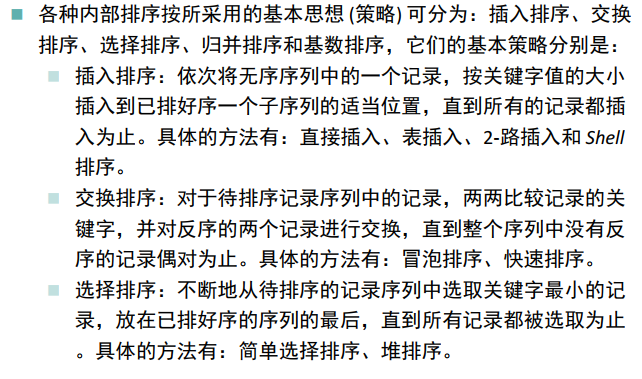 各种内部排序按所采用的基本思想 (策略) 可分为：插入排序、交换
排序、选择排序、归并排序和基数排序，它们的基本策略分别是：
插入排序：依次将无序序列中的一个记录，按关键字值的大小
插入到已排好序一个子序列的适当位置，直到所有的记录都插
入为止。具体的方法有：直接插入、表插入、2-路插入和 Shell
排序。
交换排序：对于待排序记录序列中的记录，两两比较记录的关
键字，并对反序的两个记录进行交换，直到整个序列中没有反
序的记录偶对为止。具体的方法有：冒泡排序、快速排序。
选择排序：不断地从待排序的记录序列中选取关键字最小的记
录，放在已排好序的序列的最后，直到所有记录都被选取为止
。具体的方法有：简单选择排序、堆排序。